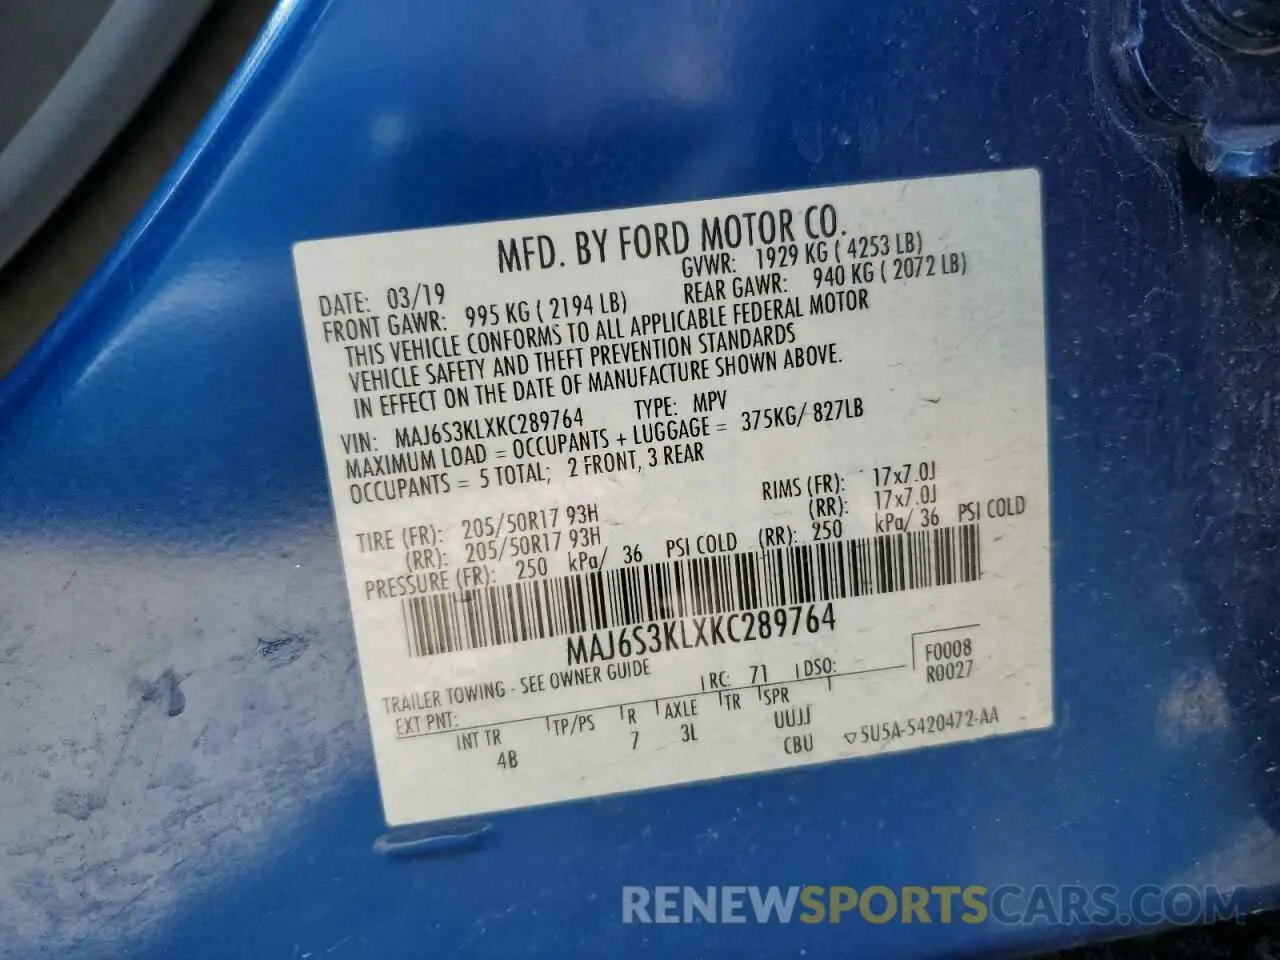 MFD. BY FORD MOTOR CO.
DATE: 03/19 GVWR: 1929 KG ( 4253 LB)
FRONT GAWR: 995 KG ( 2194 LB) REAR GAWR: 940 KG ( 2072 LB)
THIS VEHICLE CONFORMS TO ALL APPLICABLE FEDERAL MOTOR
VEHICLE SAFETY AND THEFT PREVENTION STANDARDS
IN EFFECT ON THE DATE OF MANUFACTURE SHOWN ABOVE.
VIN: MAJ6S3KLXKC289764 TYPE: MPV
MAXIMUM LOAD = OCCUPANTS + LUGGAGE = 375KG/ 827LB
OCCUPANTS = 5 TOTAL; 2 FRONT, 3 REAR
TIRE (FR): 205/50R17 93H RIMS (FR): 17x7.0J
(RR): 205/50R17 93H (RR): 17x7.0J
PRESSURE (FR): 250 kPa/ 36 PSI COLD (RR): 250 kPa/ 36 PSI COLD
MAJ6S3KLXKC289764
TRAILER TOWING - SEE OWNER GUIDE
EXT PNT: RC: 71 DSO: F0008
R0027
INT TR TP/PS R AXLE TR SPR
4B 7 3L UUJJ
CBU 5U5A-5420472-AA
RENEWSPORTSCARS.COM